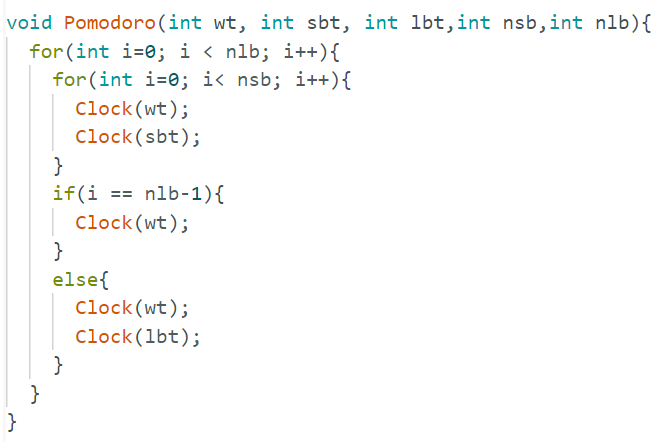 void Pomodoro(int wt, int sbt, int lbt,int nsb,int nlb){
  for(int i=0; i < nlb; i++){
    for(int i=0; i< nsb; i++){
      Clock(wt);
      Clock(sbt);
    }
    if(i == nlb-1){
      Clock(wt);
    }
    else{
      Clock(wt);
      Clock(lbt);
    }
  }
}